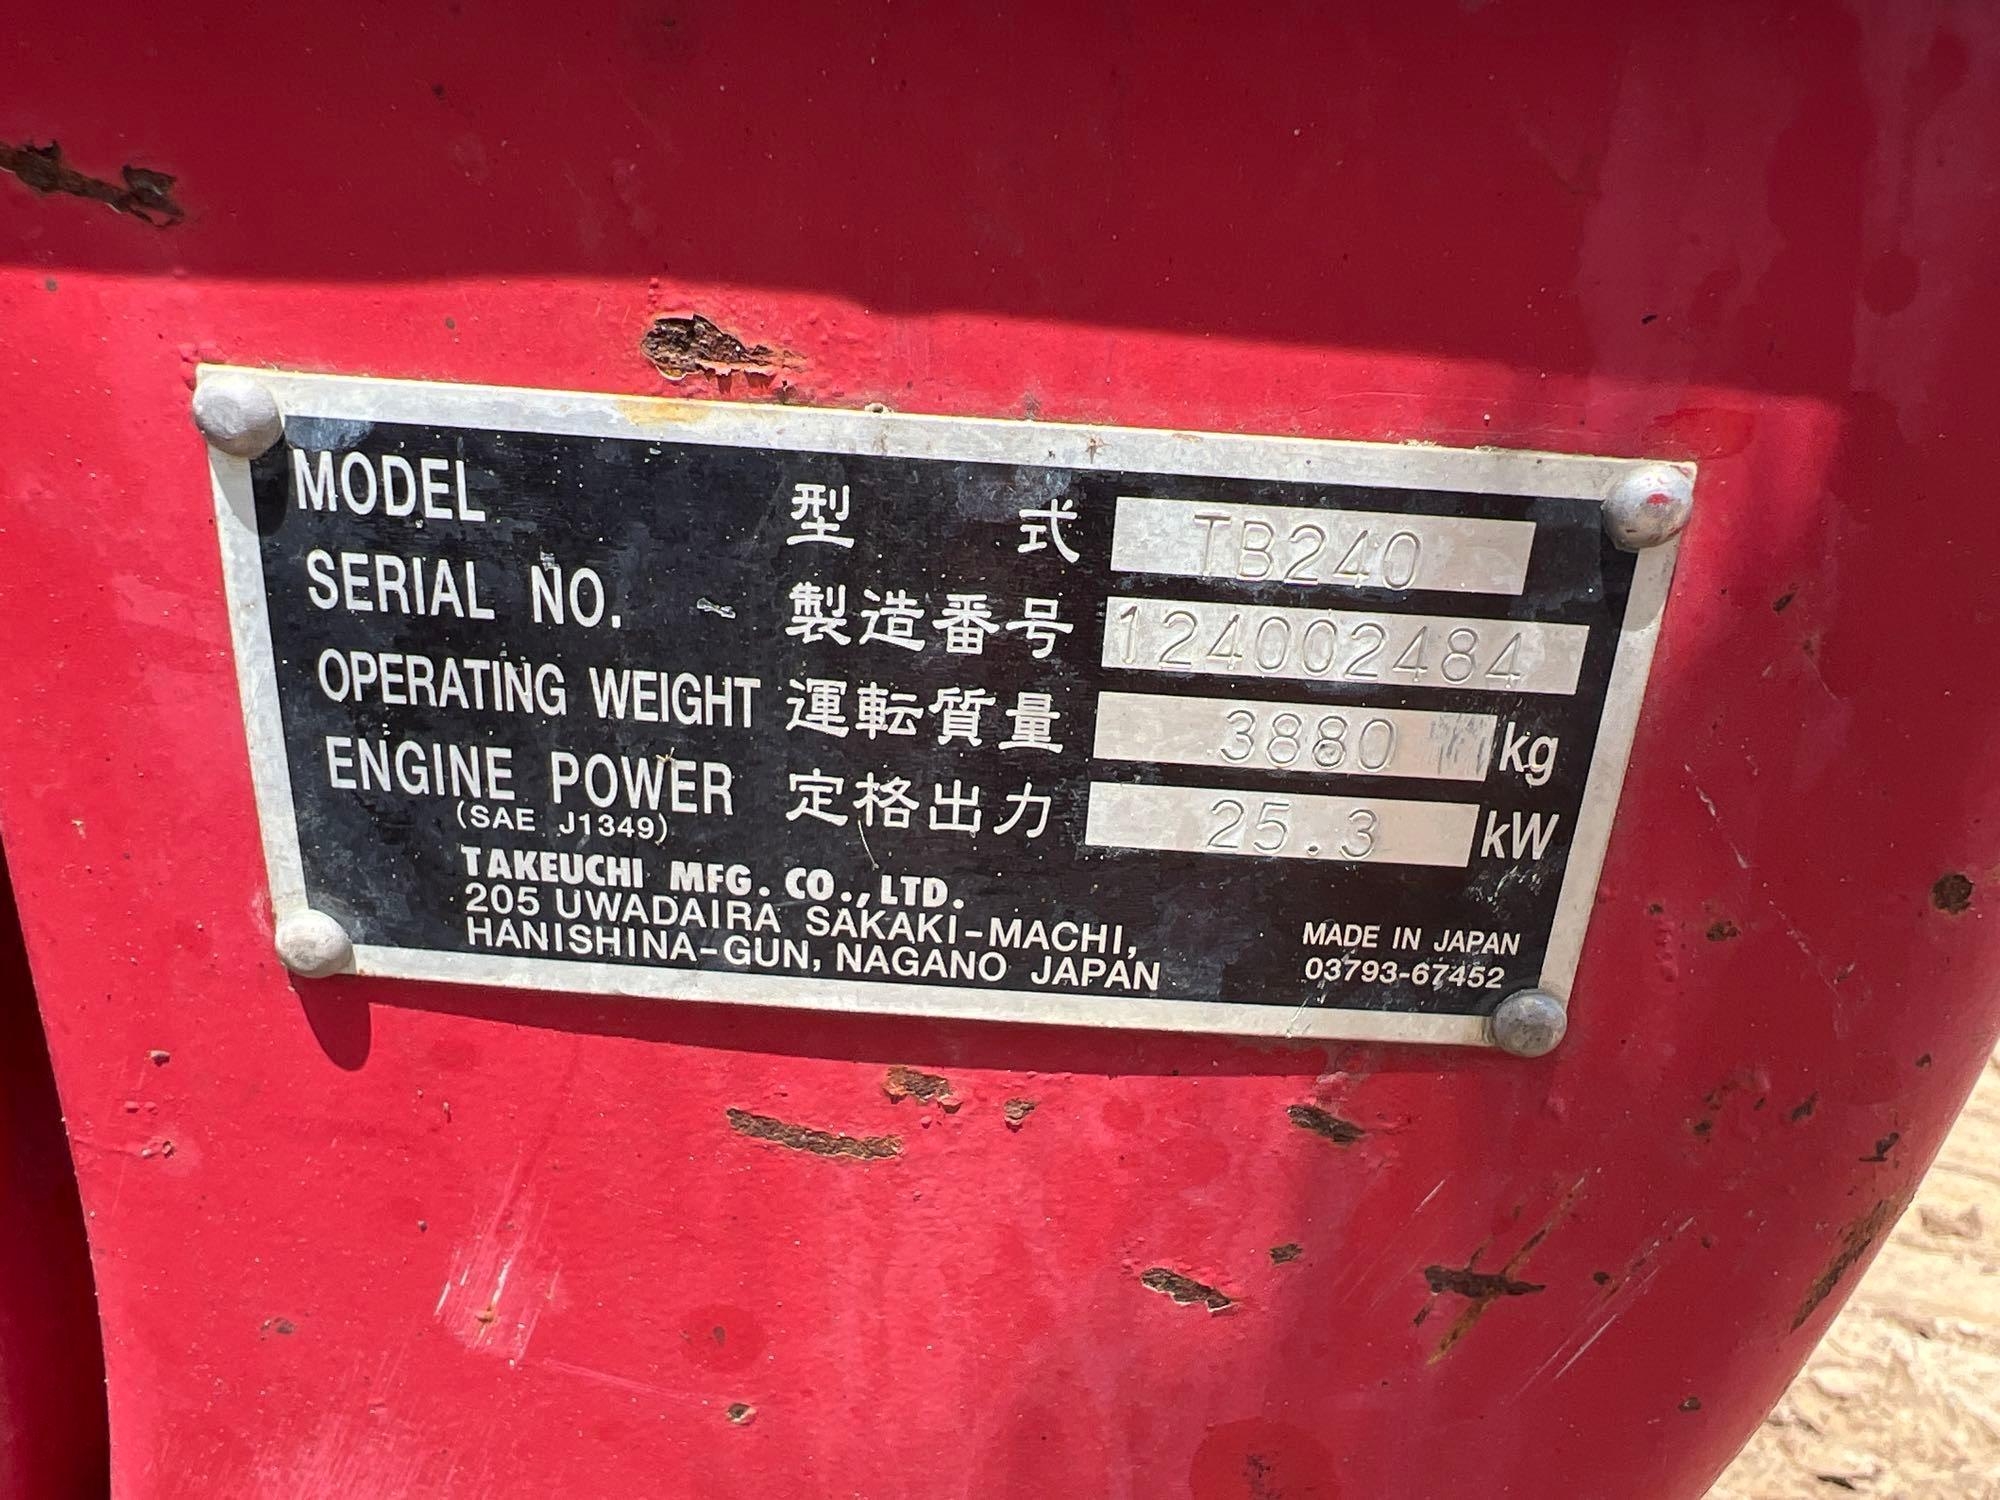 MODEL 型式 TB240
SERIAL NO. 製造番号 124002484
OPERATING WEIGHT 運転質量 3880 kg
ENGINE POWER 定格出力 25.3 kW
(SAE J1349)
TAKEUCHI MFG. CO., LTD.
205 UWADAIRA SAKAKI-MACHI,
HANISHINA-GUN, NAGANO JAPAN
MADE IN JAPAN
03793-67452